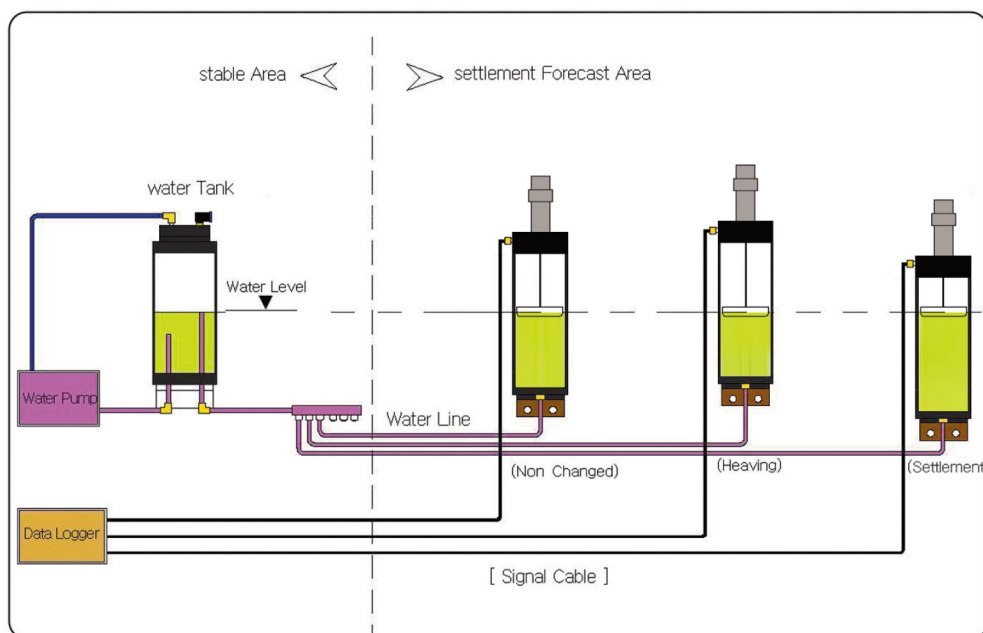 stable Area
settlement Forecast Area
water Tank
Water Level
Water Pump
Water Line
(Non Changed)
(Heaving)
(Settlement
Data Logger
[ Signal Cable ]